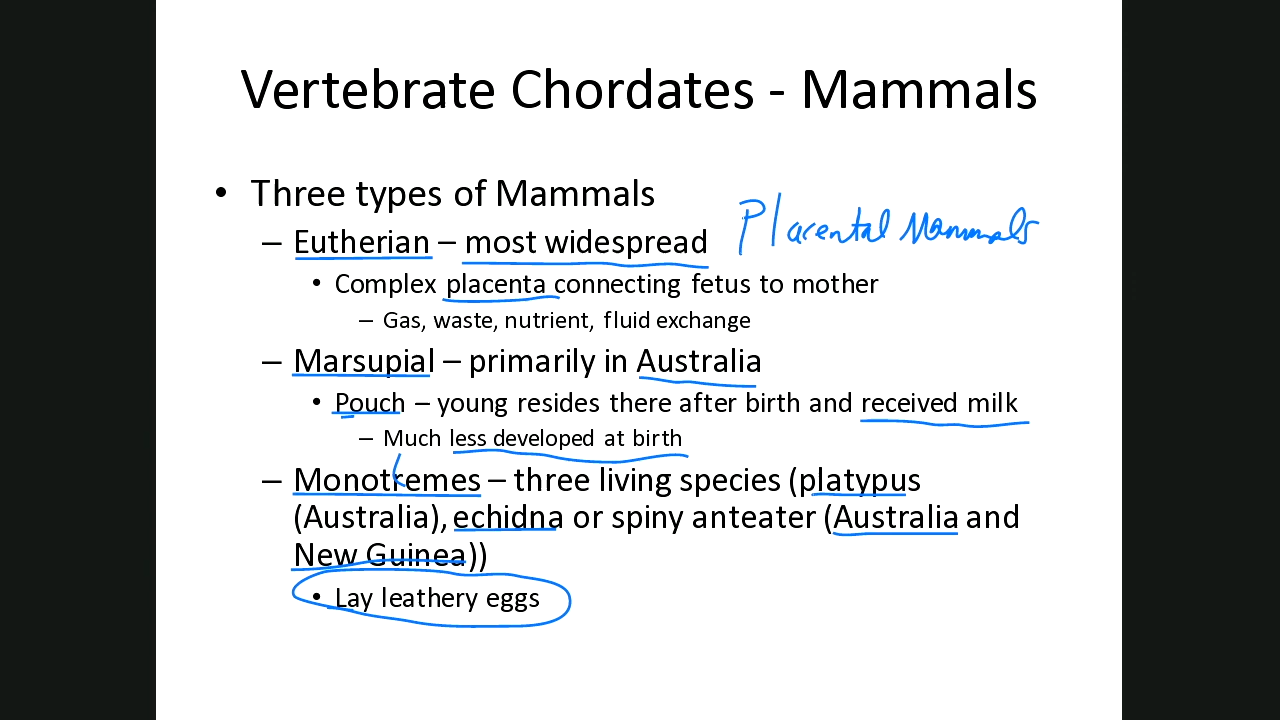 Vertebrate Chordates - Mammals
• Three types of Mammals
– Eutherian – most widespread Placental Mammals
• Complex placenta connecting fetus to mother
– Gas, waste, nutrient, fluid exchange
– Marsupial – primarily in Australia
• Pouch – young resides there after birth and received milk
– Much less developed at birth
– Monotremes – three living species (platypus
(Australia), echidna or spiny anteater (Australia and
New Guinea))
• Lay leathery eggs